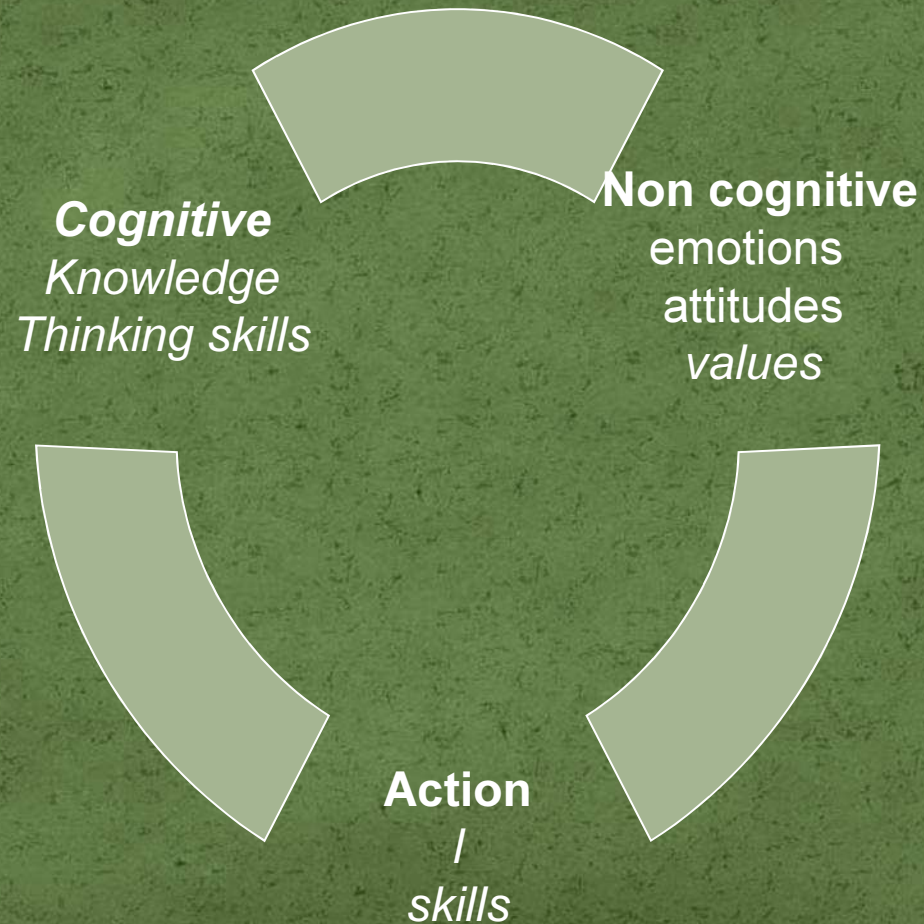 Cognitive
Knowledge
Thinking skills
Non cognitive
emotions
attitudes
values
Action
/
skills